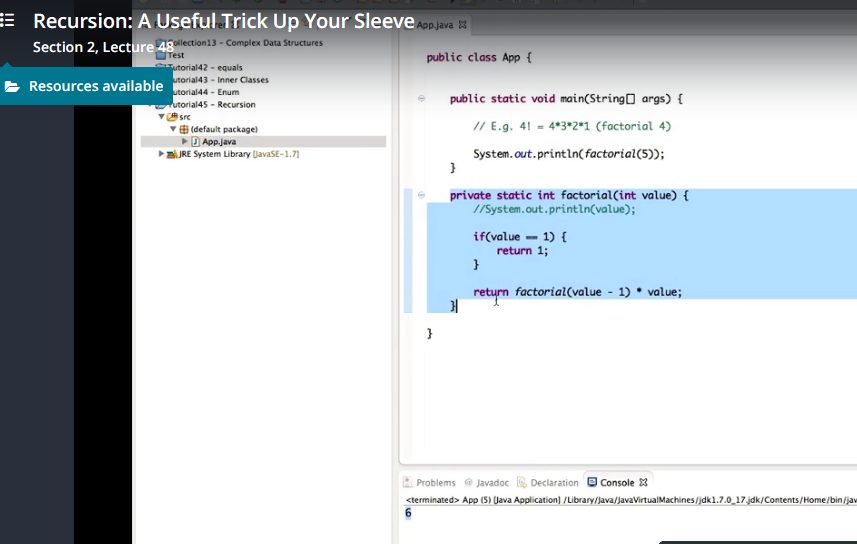 Recursion: A Useful Trick Up Your Sleeve
Section 2, Lecture 48
Resources available
Collection13 - Complex Data Structures
Test
Tutorial42 - equals
Tutorial43 - Inner Classes
Tutorial44 - Enum
Tutorial45 - Recursion
src
(default package)
App.java
JRE System Library [JavaSE-1.7]
App.java
public class App {
public static void main(String[] args) {
// E.g. 4! = 4*3*2*1 (factorial 4)
System.out.println(factorial(5));
}
private static int factorial(int value) {
//System.out.println(value);
if(value == 1) {
return 1;
}
return factorial(value - 1) * value;
}
}
Problems @ Javadoc Declaration Console
<terminated> App (5) [Java Application] /Library/Java/JavaVirtualMachines/jdk1.7.0_17.jdk/Contents/Home/bin/jav
6